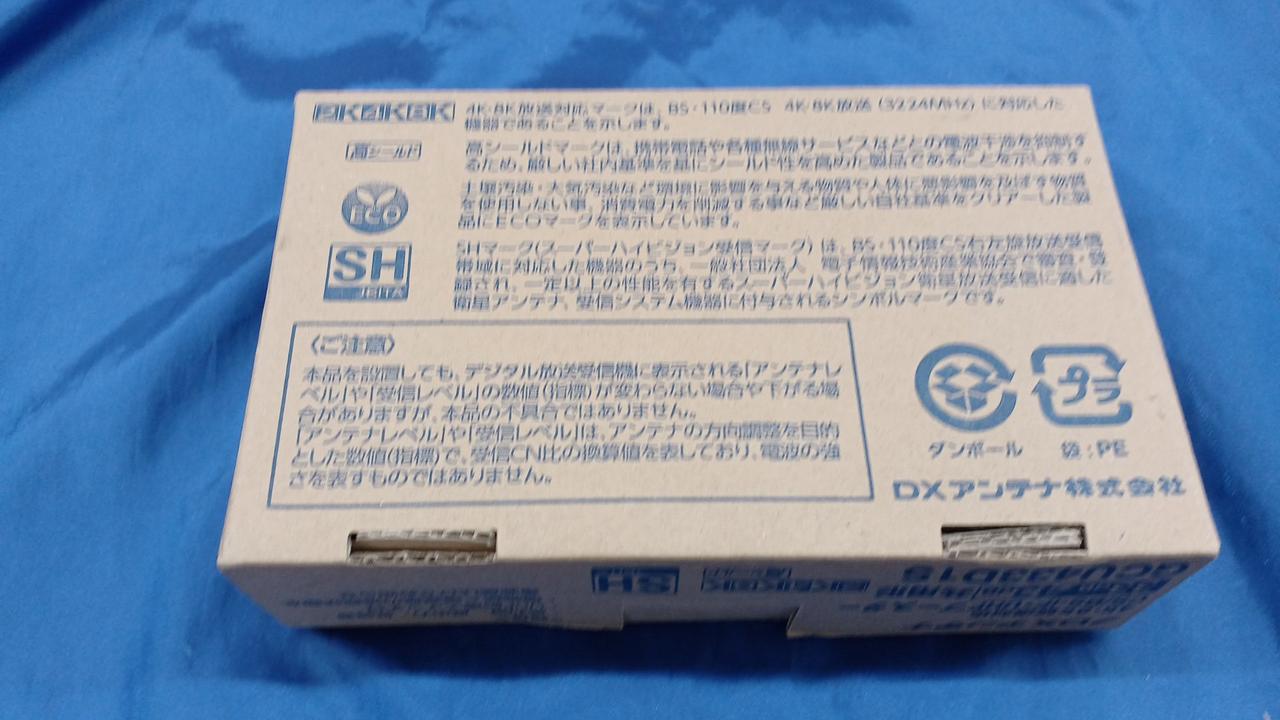 2K4K8K
4K・8K放送対応マークは、BS・110度CS 4K・8K放送（3224MHz）に対応した
機器であることを示します。
高シールド
高シールドマークは、携帯電話や各種無線サービスなどとの電波干渉を抑制す
るため、厳しい社内基準を基にシールド性を高めた製品であることを示します。
ECO
土壌汚染・大気汚染など環境に影響を与える物質や人体に悪影響を及ぼす物質
を使用しない事、消費電力を削減する事など厳しい自社基準をクリアーした製
品にECOマークを表示しています。
SH
JEITA
SHマーク（スーパーハイビジョン受信マーク）は、BS・110度CS右左旋放送受信
帯域に対応した機器のうち、一般社団法人 電子情報技術産業協会で審査・登
録され、一定以上の性能を有するスーパーハイビジョン衛星放送受信に適した
衛星アンテナ、受信システム機器に付与されるシンボルマークです。
〈ご注意〉
本品を設置しても、デジタル放送受信機に表示される「アンテナレ
ベル」や「受信レベル」の数値（指標）が変わらない場合や下がる場
合がありますが、本品の不具合ではありません。
「アンテナレベル」や「受信レベル」は、アンテナの方向調整を目的
とした数値（指標）で、受信CN比の換算値を表しており、電波の強
さを表すものではありません。
プラ
ダンボール 袋：PE
DXアンテナ株式会社
GCU433D1S
SH